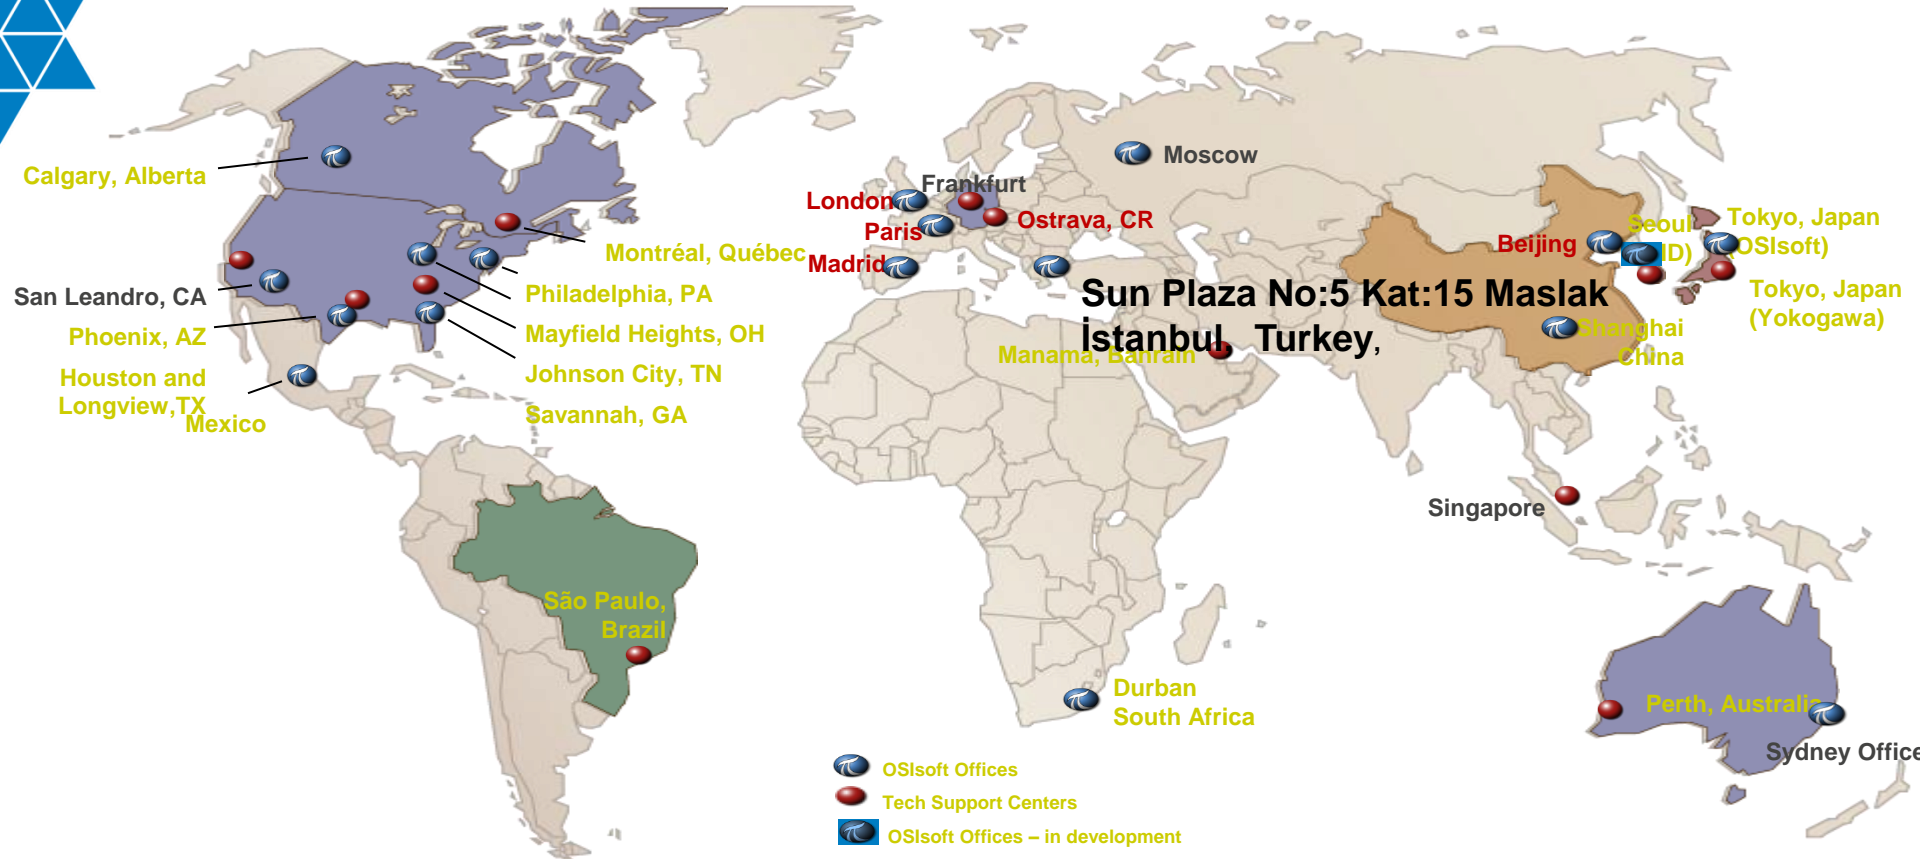 Calgary, Alberta
San Leandro, CA
Phoenix, AZ
Houston and
Longview,TX
Mexico
Montréal, Québec
Philadelphia, PA
Mayfield Heights, OH
Johnson City, TN
Savannah, GA
São Paulo,
Brazil
Moscow
Frankfurt
London
Paris
Madrid
Ostrava, CR
Sun Plaza No:5 Kat:15 Maslak
İstanbul, Turkey,
Manama, Bahrain
Durban
South Africa
Beijing
Seoul
ID)
Tokyo, Japan
(OSIsoft)
Tokyo, Japan
(Yokogawa)
Shanghai
China
Singapore
Perth, Australia
Sydney Office
OSIsoft Offices
Tech Support Centers
OSIsoft Offices – in development